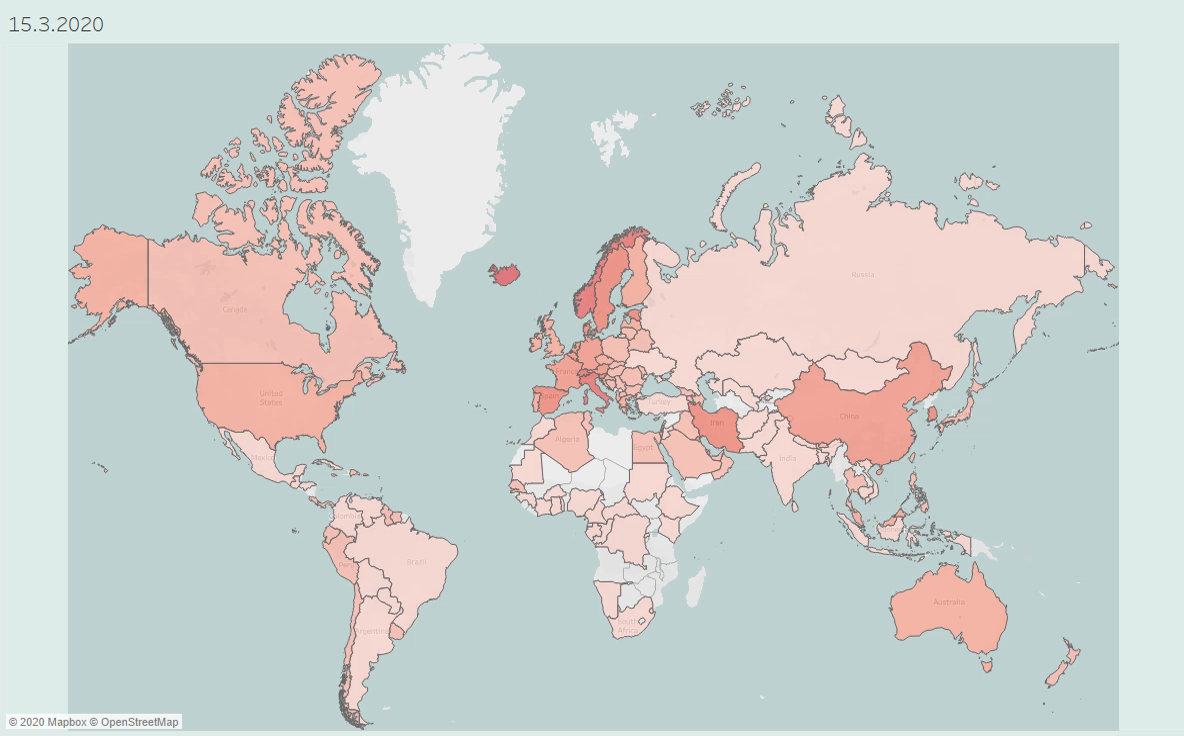 15.3.2020
Russia
Canada
United
States
France
Spain
Turkey
Iran
China
Algeria
Egypt
India
Mexico
Brazil
Peru
Argentina
Australia
South
Africa
© 2020 Mapbox © OpenStreetMap